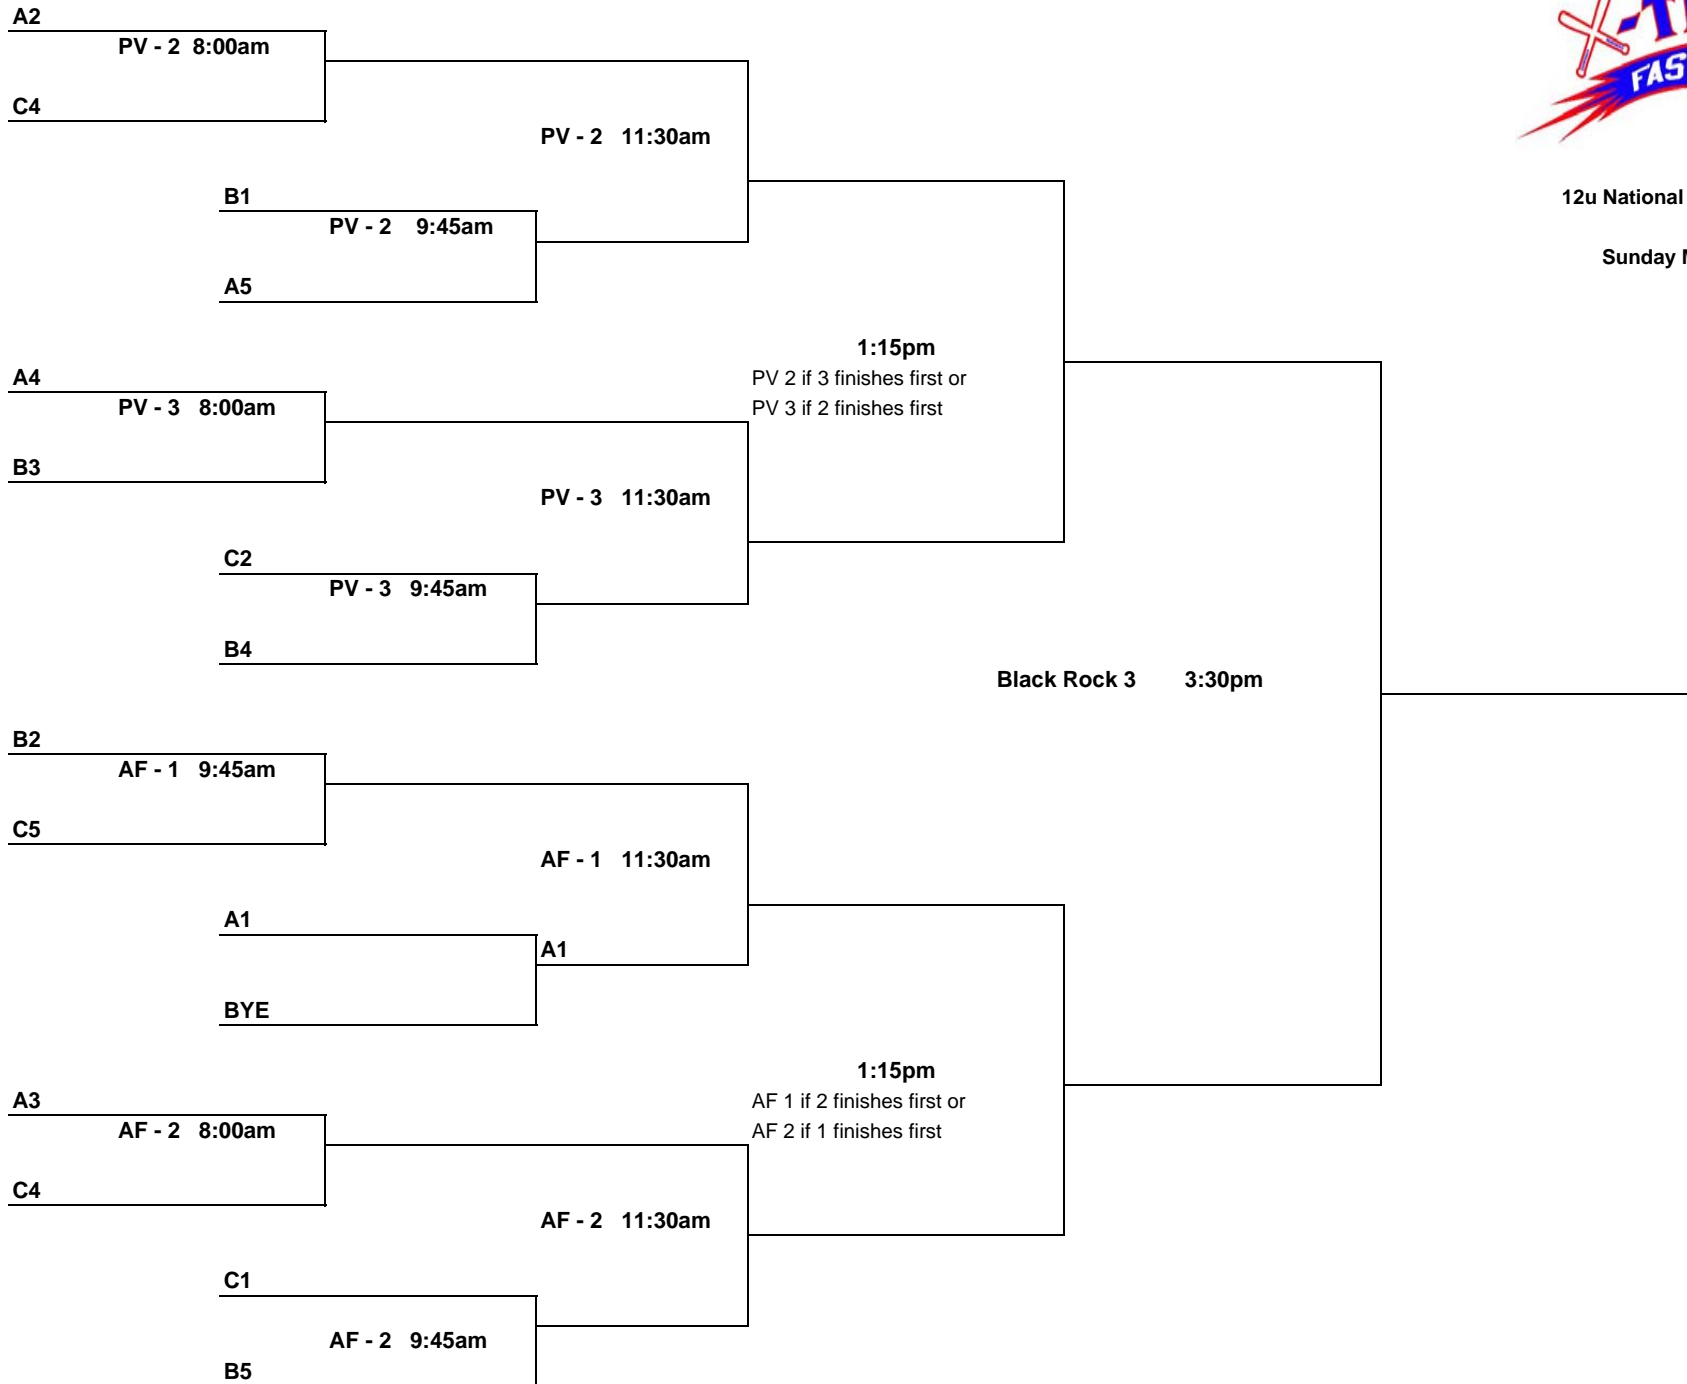 A2
PV - 2 8:00am
C4
PV - 2 11:30am
B1
12u National
PV - 2 9:45am
Sunday
A5
1:15pm
A4
PV 2 if 3 finishes first or
PV - 3 8:00am
PV 3 if 2 finishes first
B3
PV - 3 11:30am
C2
PV - 3 9:45am
B4
Black Rock 3 3:30pm
B2
AF - 1 9:45am
C5
AF - 1 11:30am
A1
A1
BYE
1:15pm
A3
AF 1 if 2 finishes first or
AF - 2 8:00am
AF 2 if 1 finishes first
C4
AF - 2 11:30am
C1
AF - 2 9:45am
B5